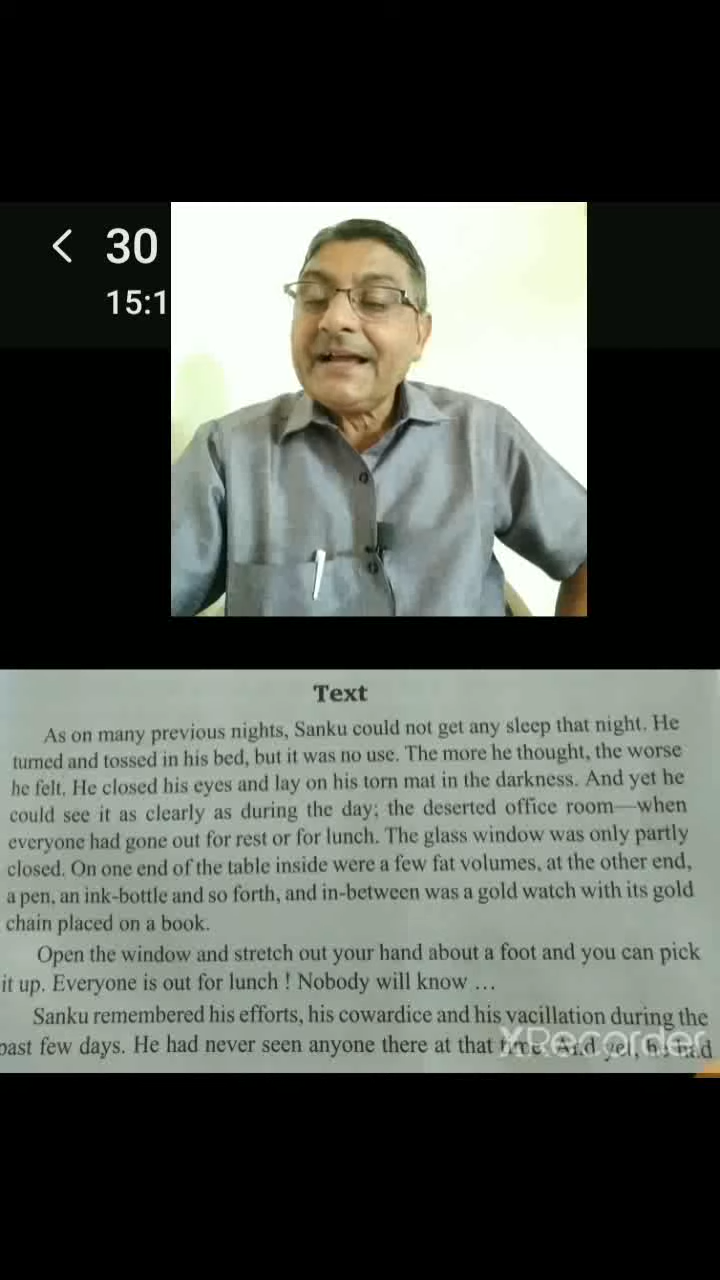 30
15:1
Text
As on many previous nights, Sanku could not get any sleep that night. He
turned and tossed in his bed, but it was no use. The more he thought, the worse
he felt. He closed his eyes and lay on his torn mat in the darkness. And yet he
could see it as clearly as during the day; the deserted office room—when
everyone had gone out for rest or for lunch. The glass window was only partly
closed. On one end of the table inside were a few fat volumes, at the other end,
a pen, an ink-bottle and so forth, and in-between was a gold watch with its gold
chain placed on a book.
Open the window and stretch out your hand about a foot and you can pick
it up. Everyone is out for lunch ! Nobody will know ...
Sanku remembered his efforts, his cowardice and his vacillation during the
past few days. He had never seen anyone there at that time. And yet, he had
XRecorder